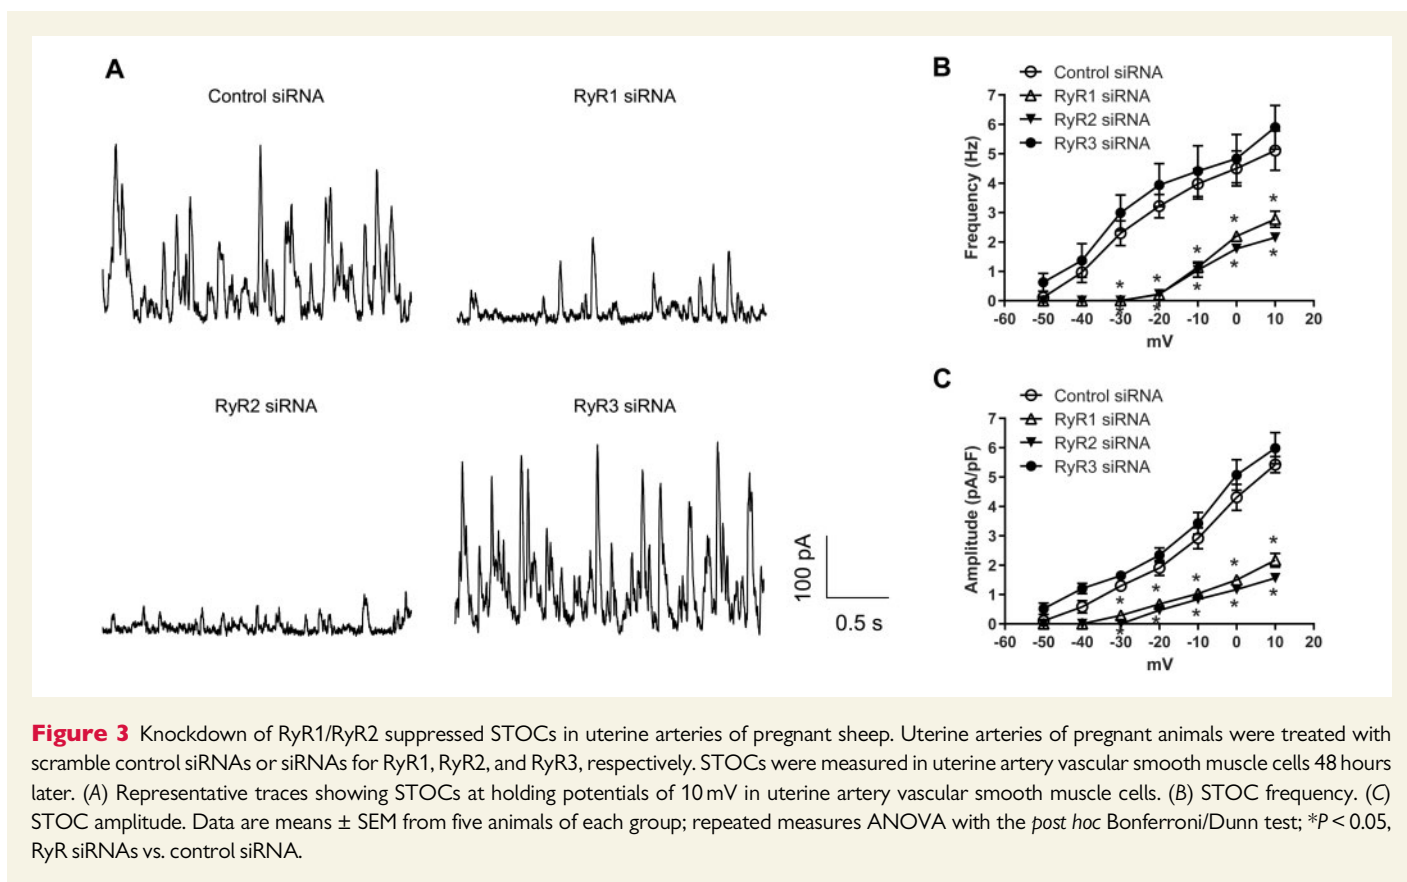 A
Control siRNA
RyR1 siRNA
RyR2 siRNA
RyR3 siRNA
100 pA
0.5 s
B
Control siRNA
RyR1 siRNA
RyR2 siRNA
RyR3 siRNA
Frequency (Hz)
7
6
5
4
3
2
1
0
-60 -50 -40 -30 -20 -10 0 10 20
mV
* * * * *
* * * * *
C
Control siRNA
RyR1 siRNA
RyR2 siRNA
RyR3 siRNA
Amplitude (pA/pF)
7
6
5
4
3
2
1
0
-60 -50 -40 -30 -20 -10 0 10 20
mV
* * * * *
* * * * *
Figure 3 Knockdown of RyR1/RyR2 suppressed STOCs in uterine arteries of pregnant sheep. Uterine arteries of pregnant animals were treated with
scramble control siRNAs or siRNAs for RyR1, RyR2, and RyR3, respectively. STOCs were measured in uterine artery vascular smooth muscle cells 48 hours
later. (A) Representative traces showing STOCs at holding potentials of 10 mV in uterine artery vascular smooth muscle cells. (B) STOC frequency. (C)
STOC amplitude. Data are means ± SEM from five animals of each group; repeated measures ANOVA with the post hoc Bonferroni/Dunn test; *P < 0.05,
RyR siRNAs vs. control siRNA.